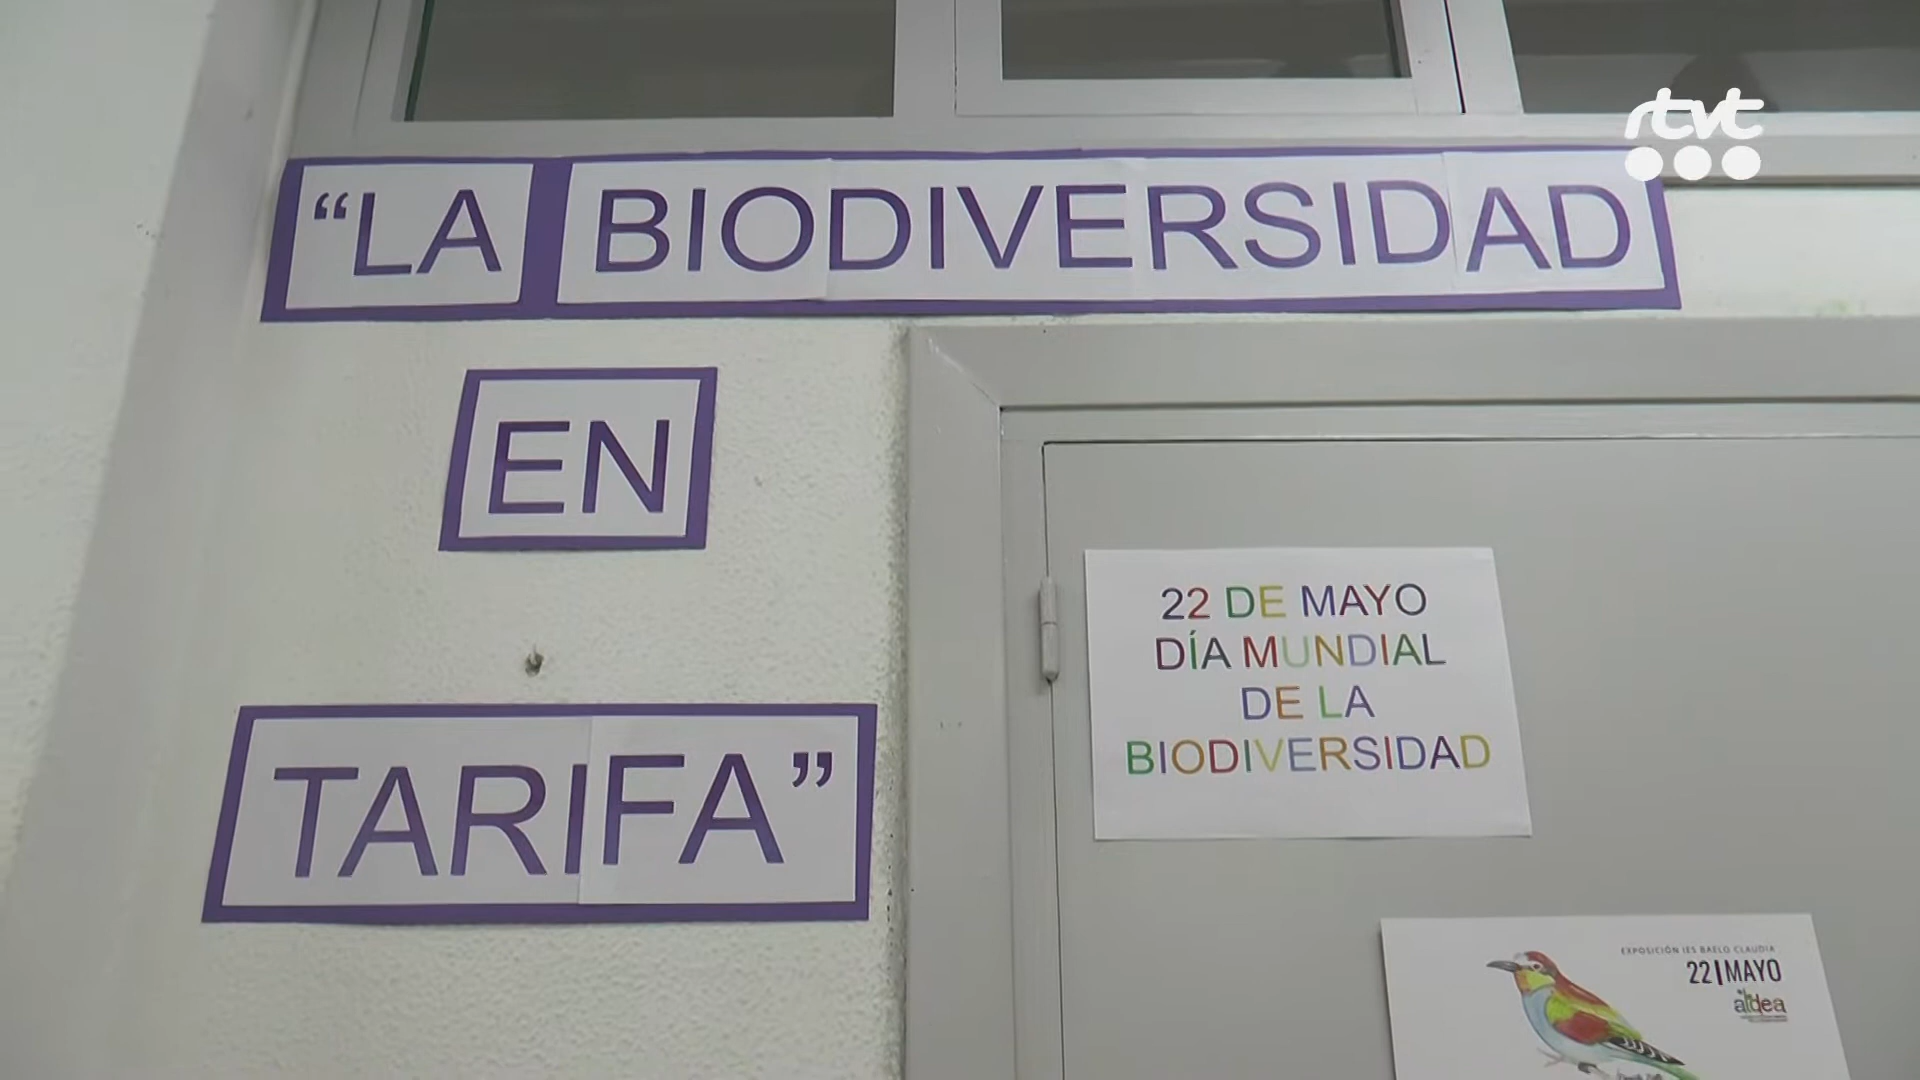 rtvt
“LA BIODIVERSIDAD
EN
TARIFA”
22 DE MAYO
DÍA MUNDIAL
DE LA
BIODIVERSIDAD
EXPOSICIÓN IES BAELO CLAUDIA
22|MAYO
aldea